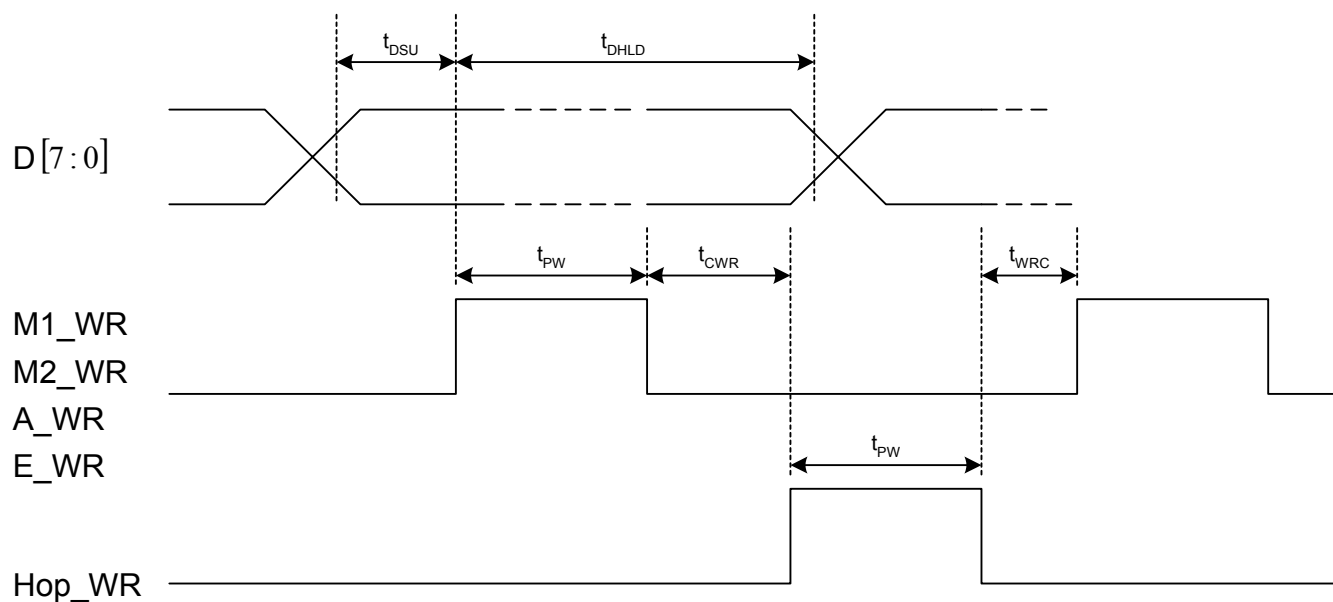 tDSU tDHLD
D[7:0]
tPW tCWR tWRC
M1_WR
M2_WR
A_WR
E_WR
tPW
Hop_WR